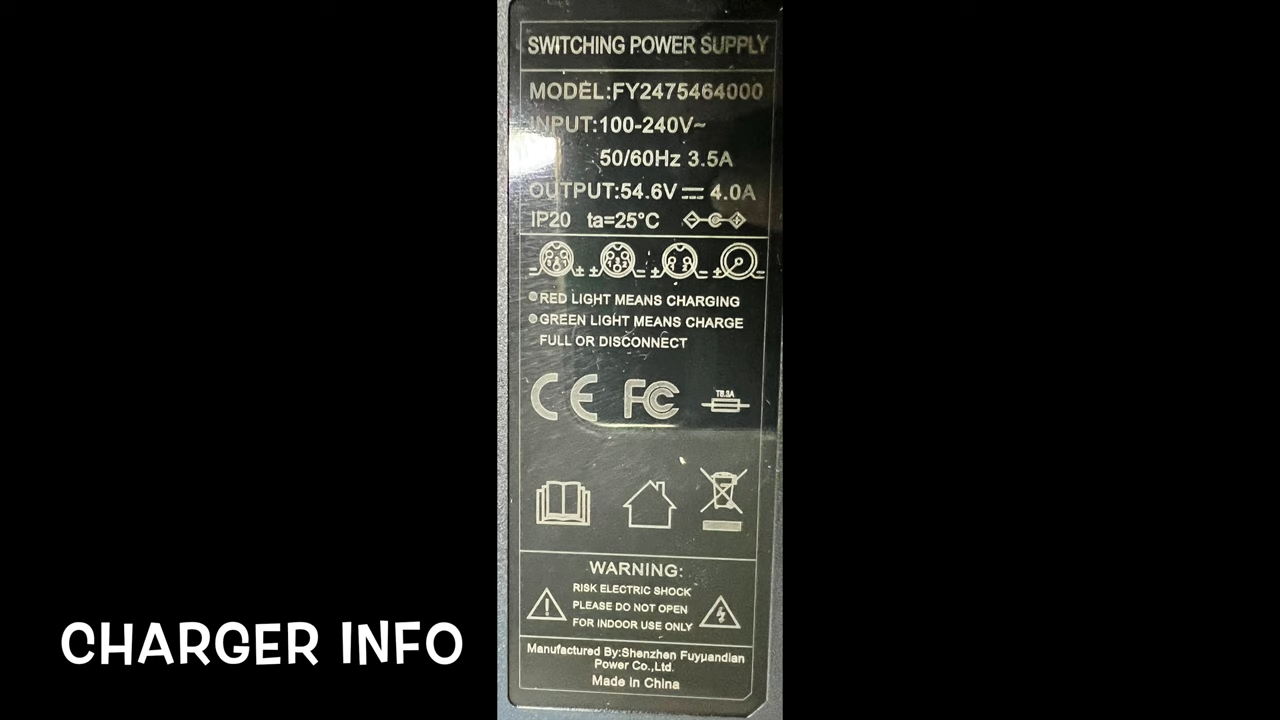 SWITCHING POWER SUPPLY
MODEL:FY2475464000
INPUT:100-240V~
50/60Hz 3.5A
OUTPUT:54.6V⎓4.0A
IP20 ta=25°C
RED LIGHT MEANS CHARGING
GREEN LIGHT MEANS CHARGE
FULL OR DISCONNECT
CE FC
WARNING:
RISK ELECTRIC SHOCK
PLEASE DO NOT OPEN
FOR INDOOR USE ONLY
Manufactured By:Shenzhen Fuyuandian
Power Co.,Ltd.
Made in China
CHARGER INFO